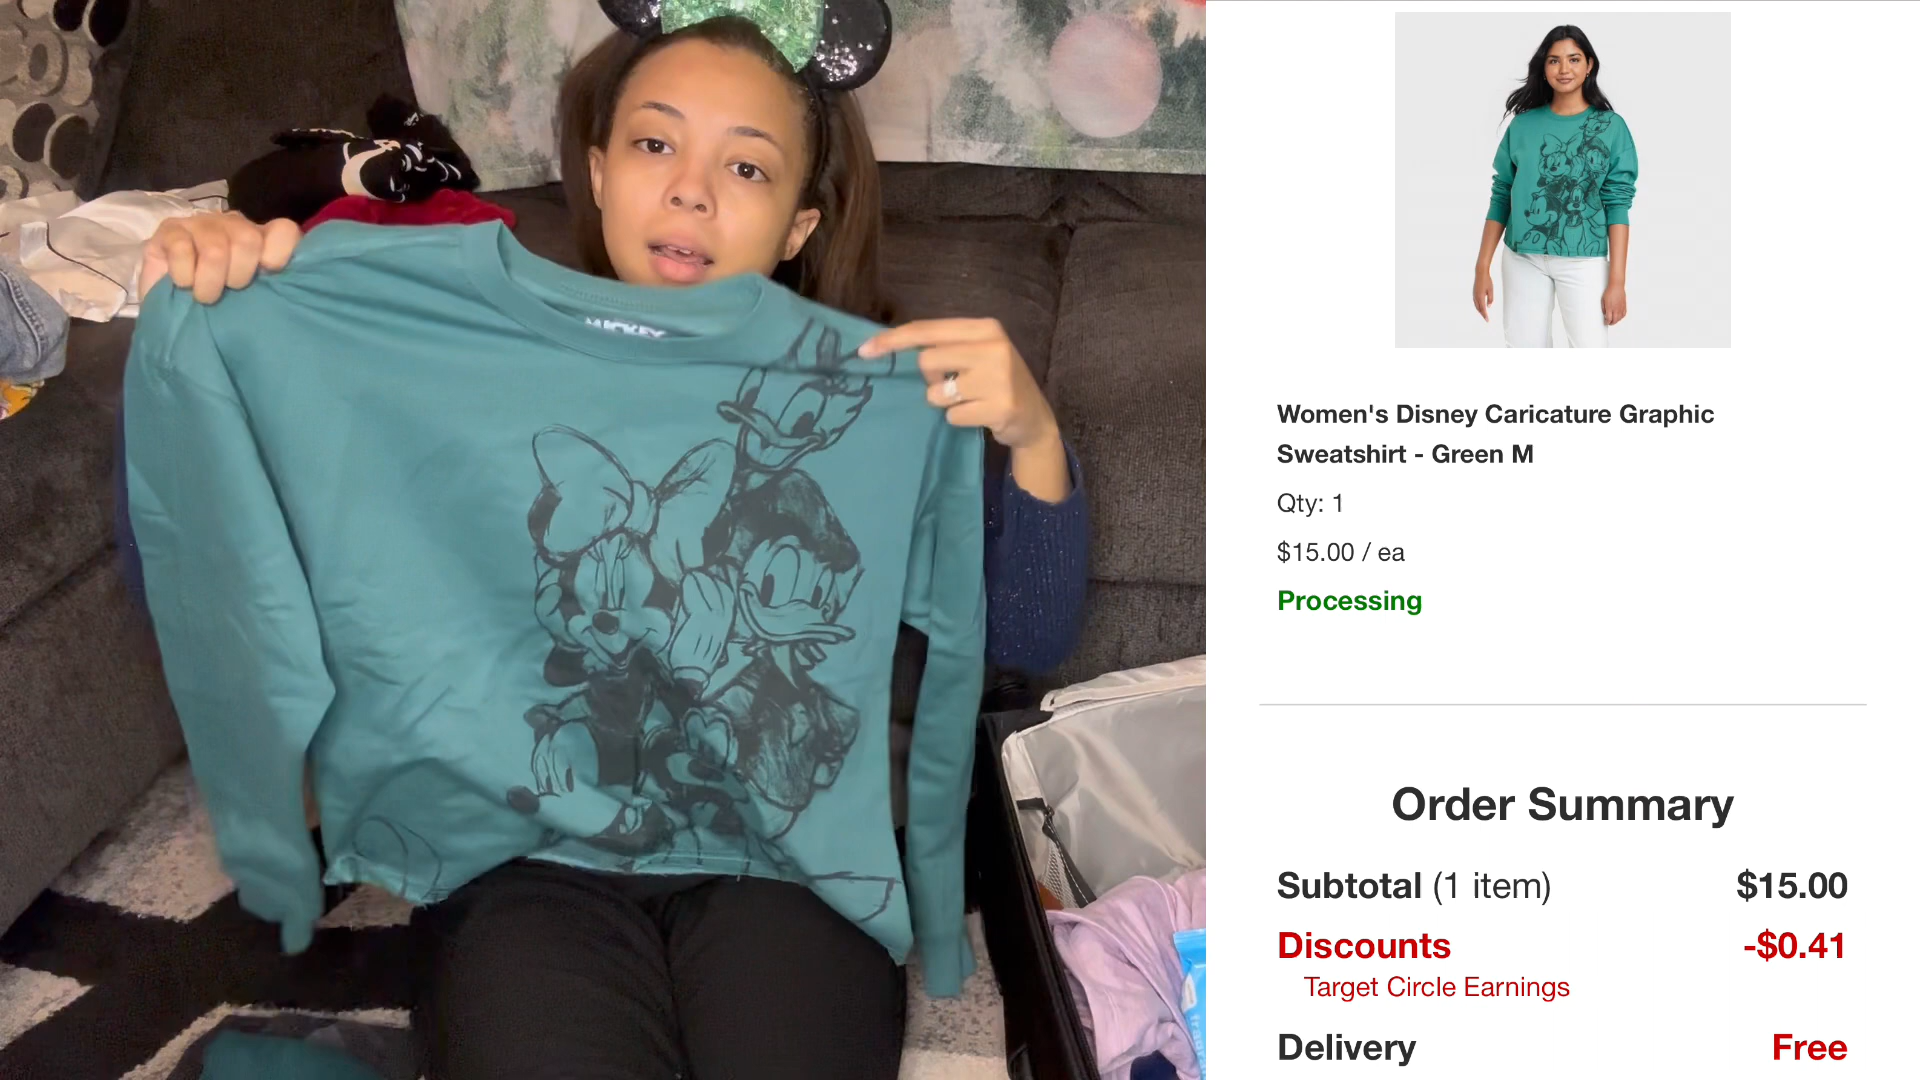 MICKEY
Women's Disney Caricature Graphic
Sweatshirt - Green M
Qty: 1
$15.00 / ea
Processing
Order Summary
Subtotal (1 item) $15.00
Discounts -$0.41
Target Circle Earnings
Delivery Free